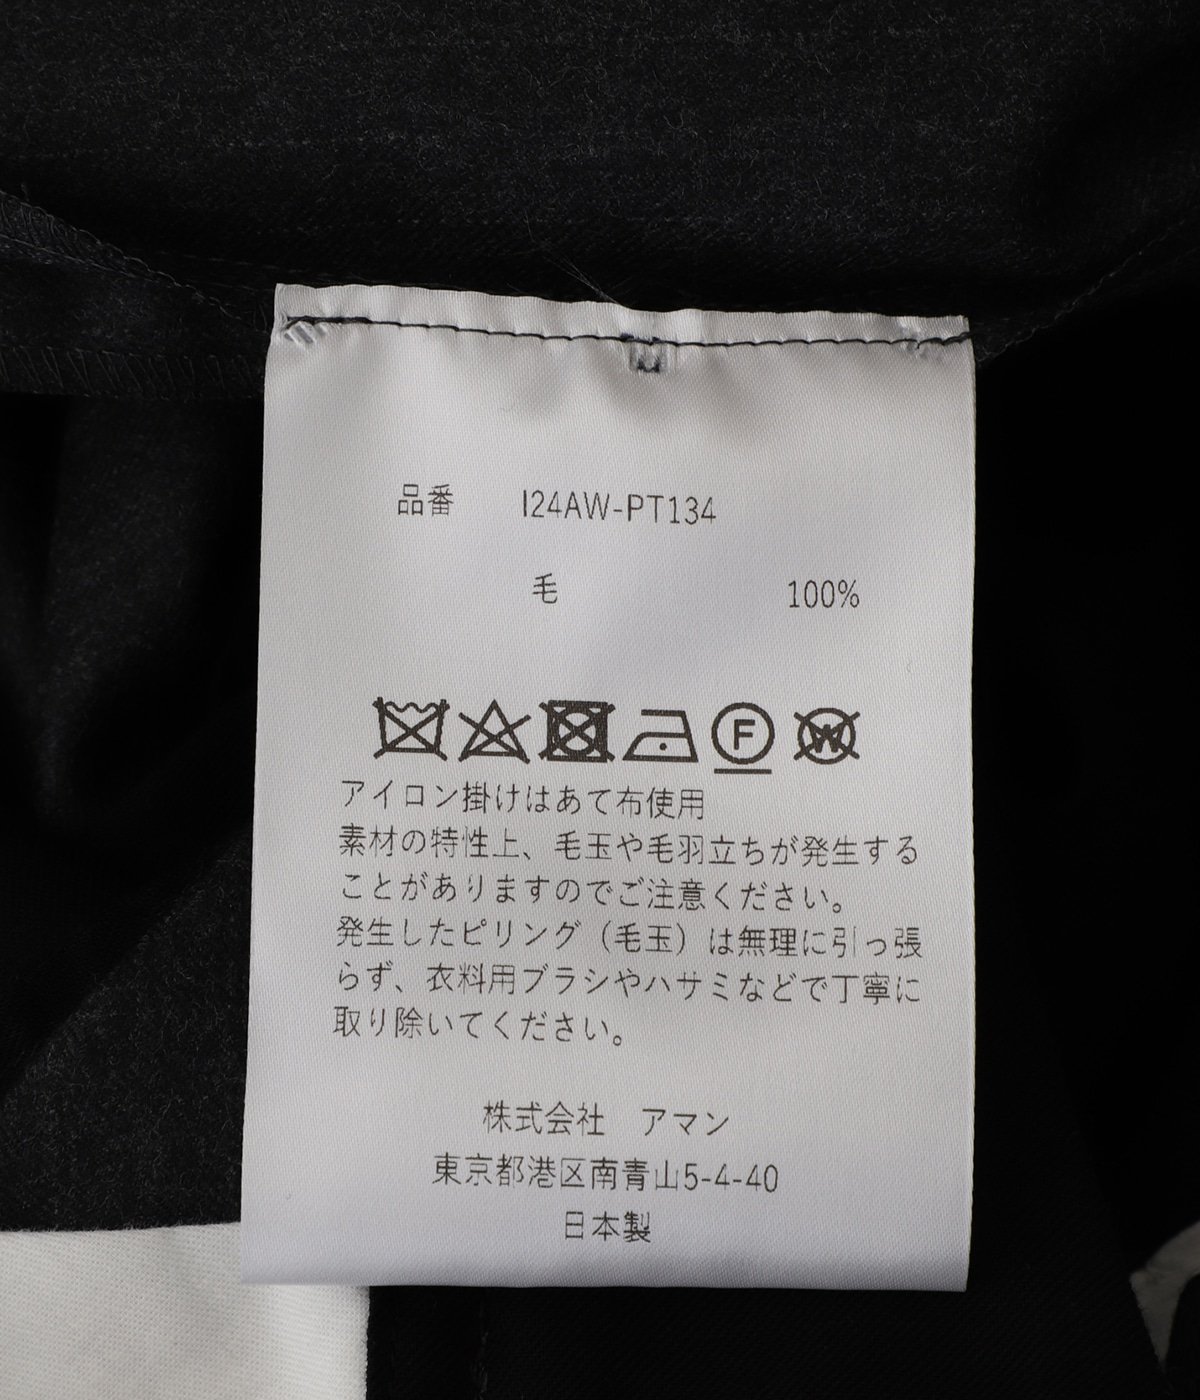 品番 I24AW-PT134
毛 100%
F W
アイロン掛けはあて布使用
素材の特性上、毛玉や毛羽立ちが発生する
ことがありますのでご注意ください。
発生したピリング（毛玉）は無理に引っ張
らず、衣料用ブラシやハサミなどで丁寧に
取り除いてください。
株式会社 アマン
東京都港区南青山5-4-40
日本製